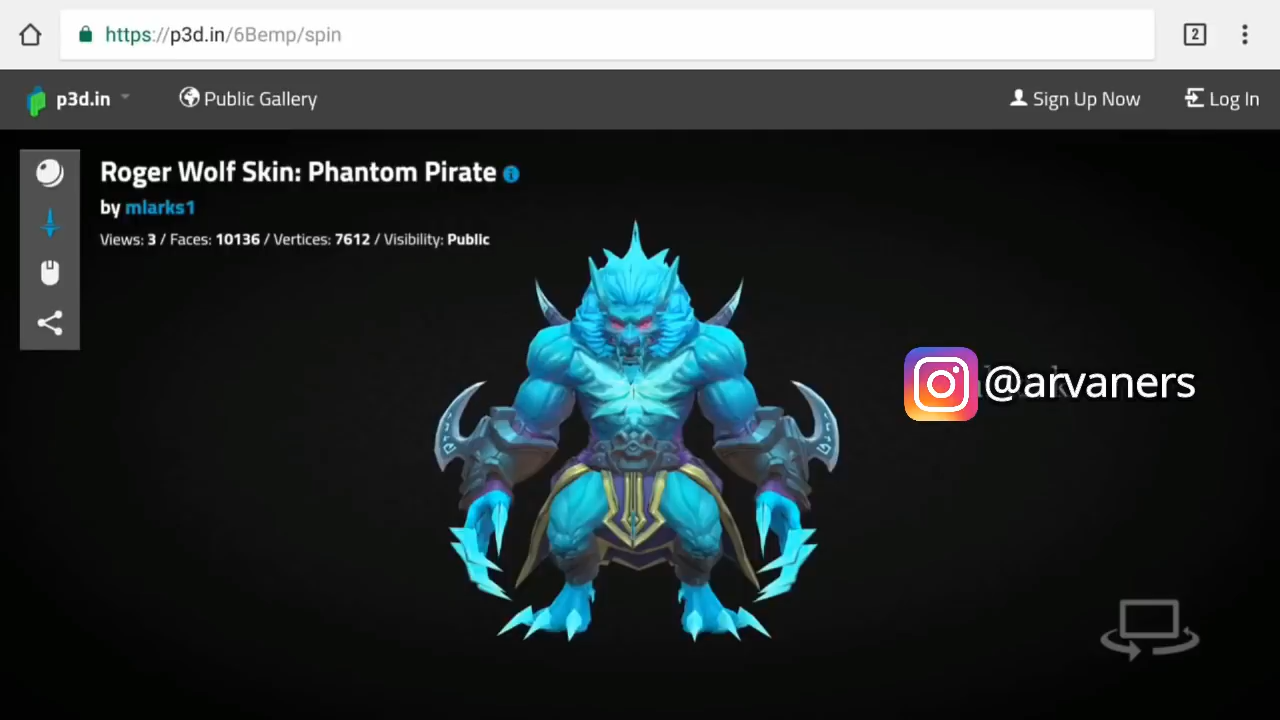 https://p3d.in/6Bemp/spin
2
p3d.in
Public Gallery
Sign Up Now
Log In
Roger Wolf Skin: Phantom Pirate
by mlarks1
Views: 3 / Faces: 10136 / Vertices: 7612 / Visibility: Public
@arvaners